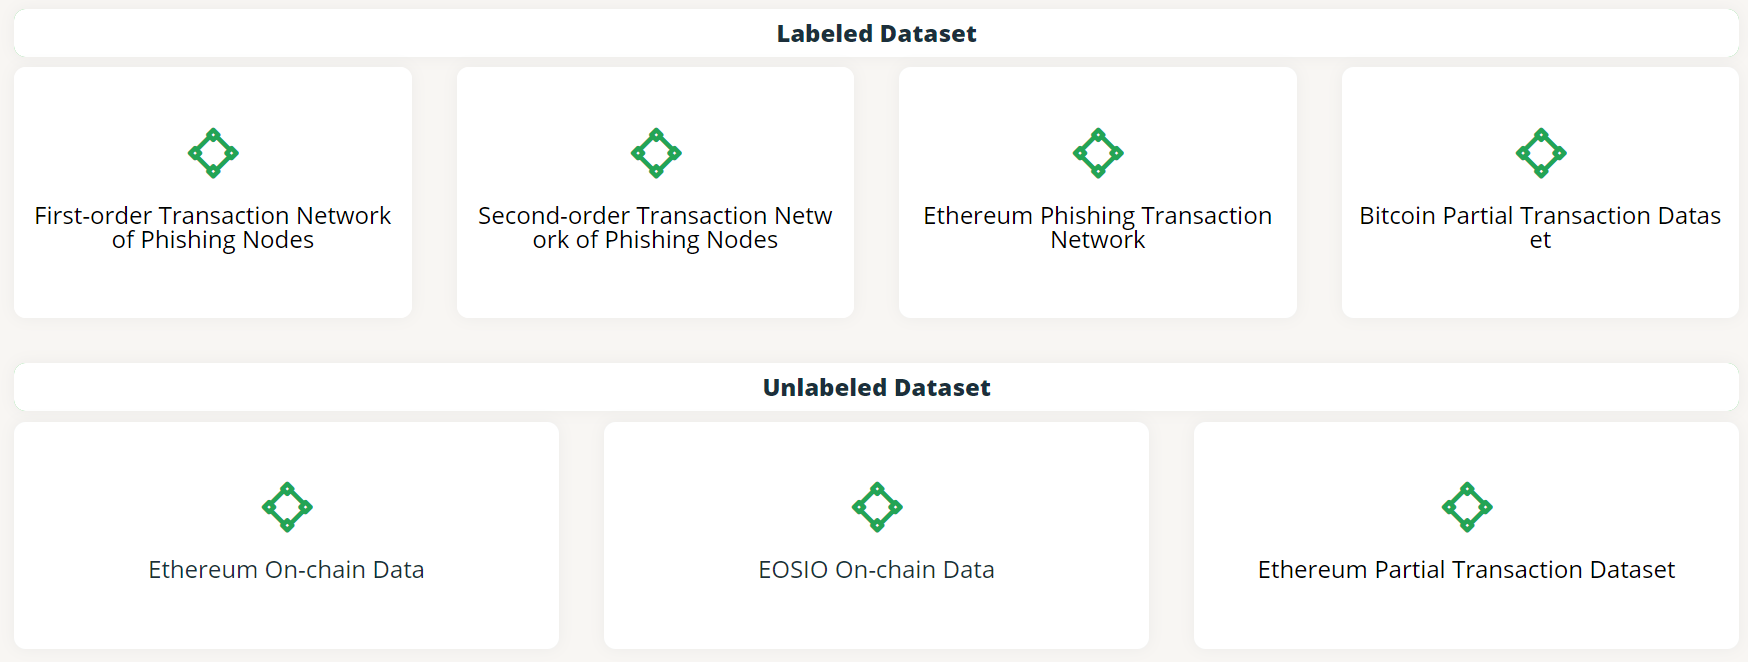 Labeled Dataset
First-order Transaction Network
of Phishing Nodes
Second-order Transaction Netw
ork of Phishing Nodes
Ethereum Phishing Transaction
Network
Bitcoin Partial Transaction Datas
et
Unlabeled Dataset
Ethereum On-chain Data
EOSIO On-chain Data
Ethereum Partial Transaction Dataset